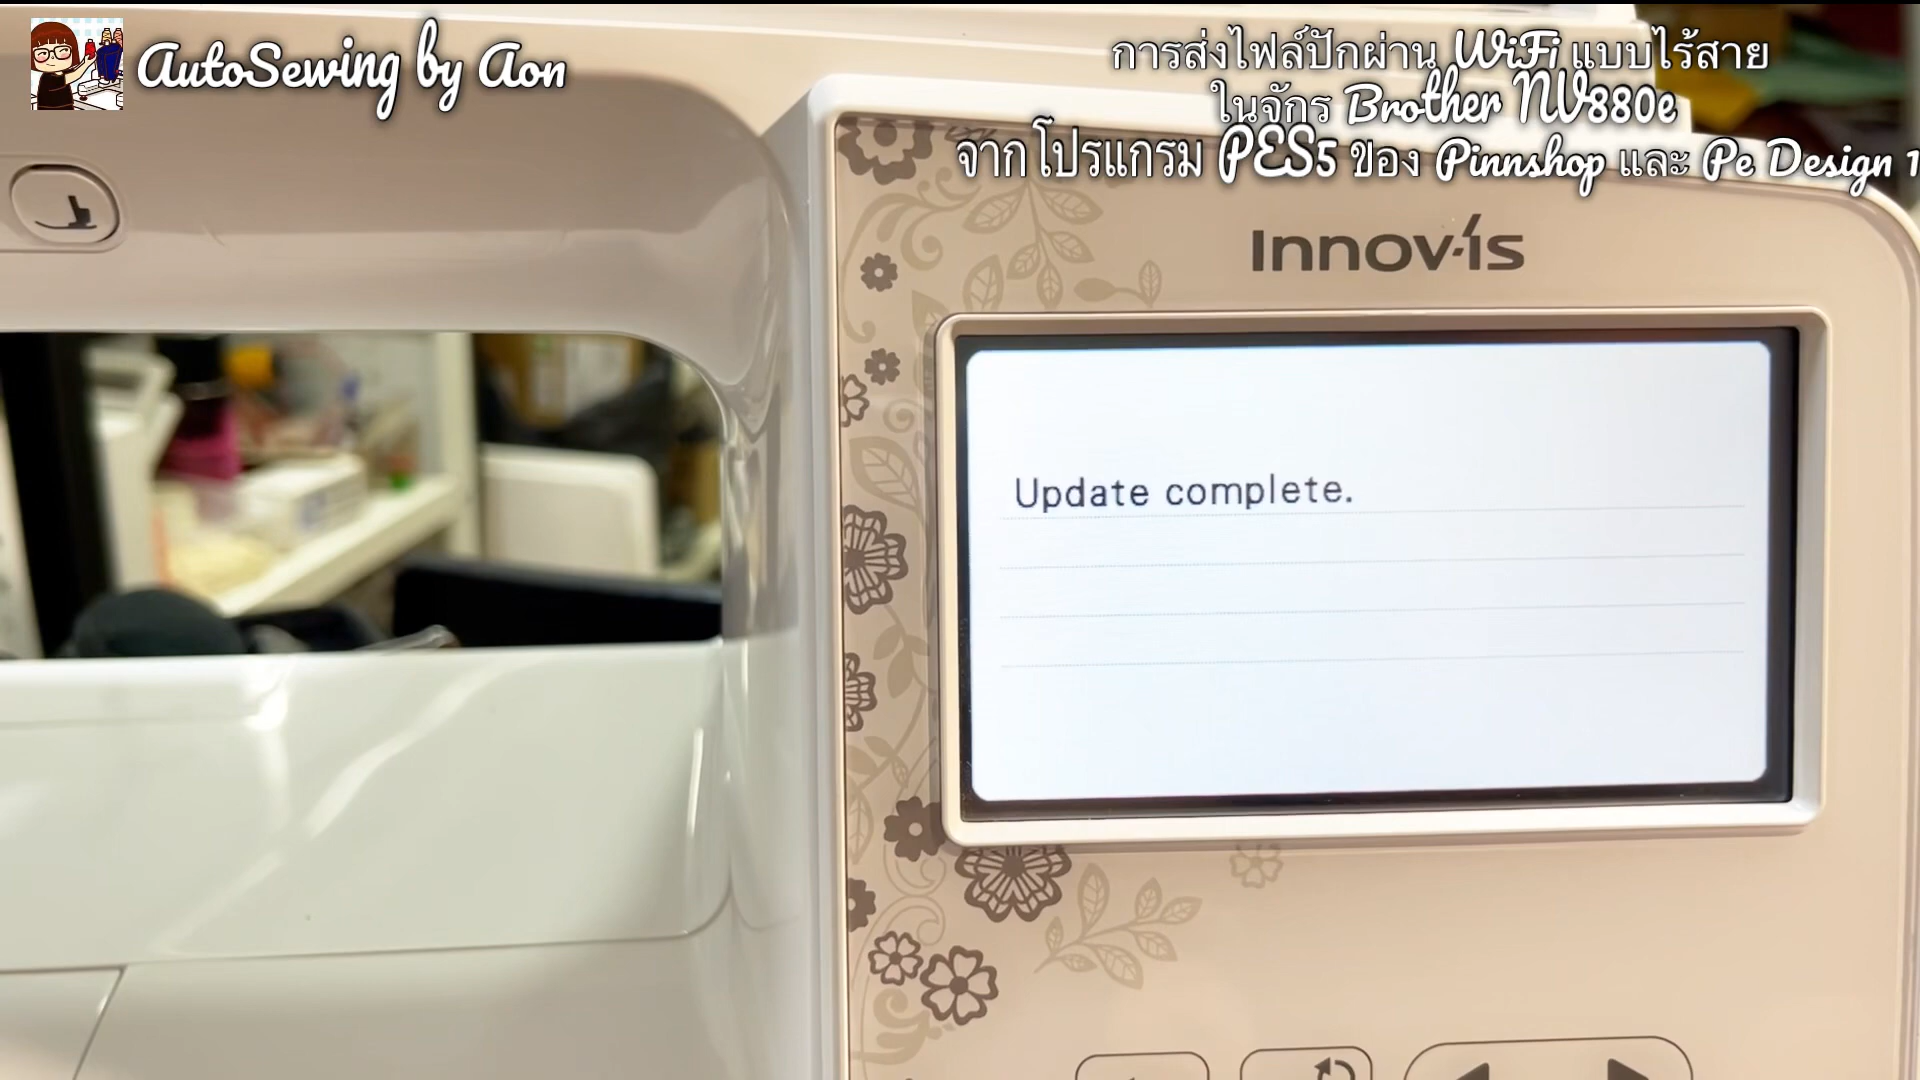 AutoSewing by Aon
การส่งไฟล์ปักผ่าน WiFi แบบไร้สาย
ในจักร Brother NV880e
จากโปรแกรม PES5 ของ Pinnshop และ Pe Design 1
Innov-ís
Update complete.